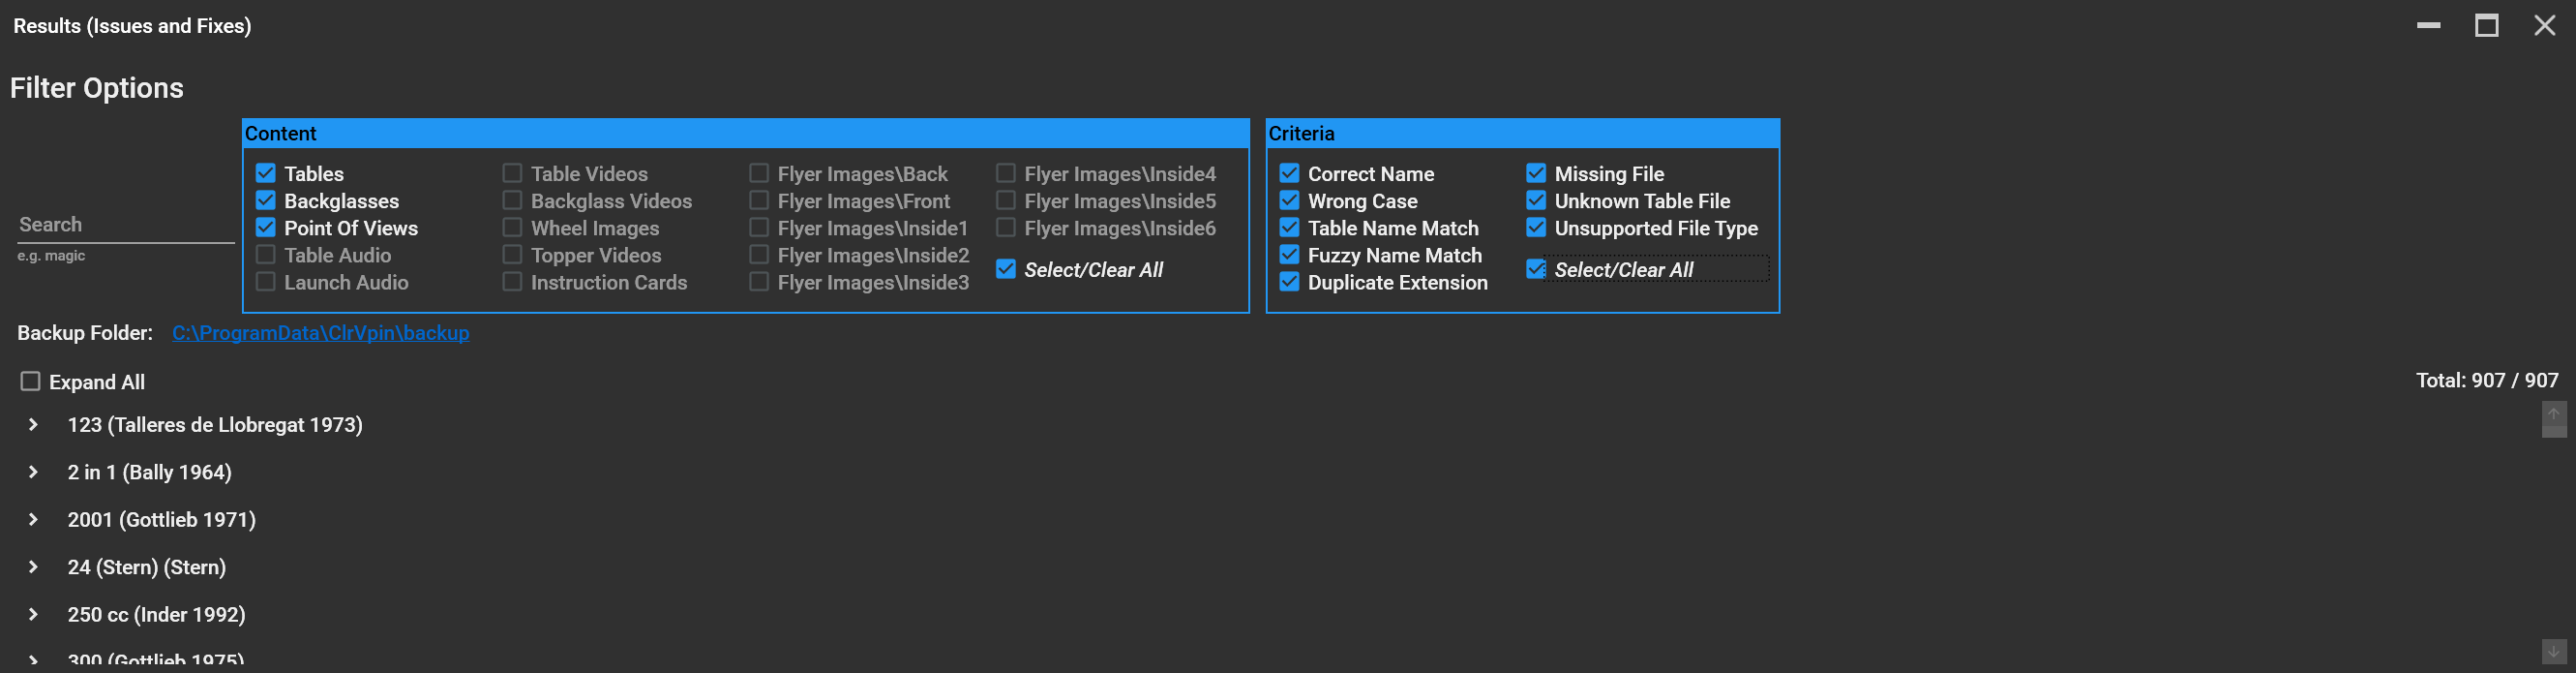 Results (Issues and Fixes)
Filter Options
Search
e.g. magic
Content
Tables
Backglasses
Point Of Views
Table Audio
Launch Audio
Table Videos
Backglass Videos
Wheel Images
Topper Videos
Instruction Cards
Flyer Images\Back
Flyer Images\Front
Flyer Images\Inside1
Flyer Images\Inside2
Flyer Images\Inside3
Flyer Images\Inside4
Flyer Images\Inside5
Flyer Images\Inside6
Select/Clear All
Criteria
Correct Name
Wrong Case
Table Name Match
Fuzzy Name Match
Duplicate Extension
Missing File
Unknown Table File
Unsupported File Type
Select/Clear All
Backup Folder: C:\ProgramData\ClrVpin\backup
Expand All
Total: 907 / 907
123 (Talleres de Llobregat 1973)
2 in 1 (Bally 1964)
2001 (Gottlieb 1971)
24 (Stern) (Stern)
250 cc (Inder 1992)
300 (Gottlieb 1975)